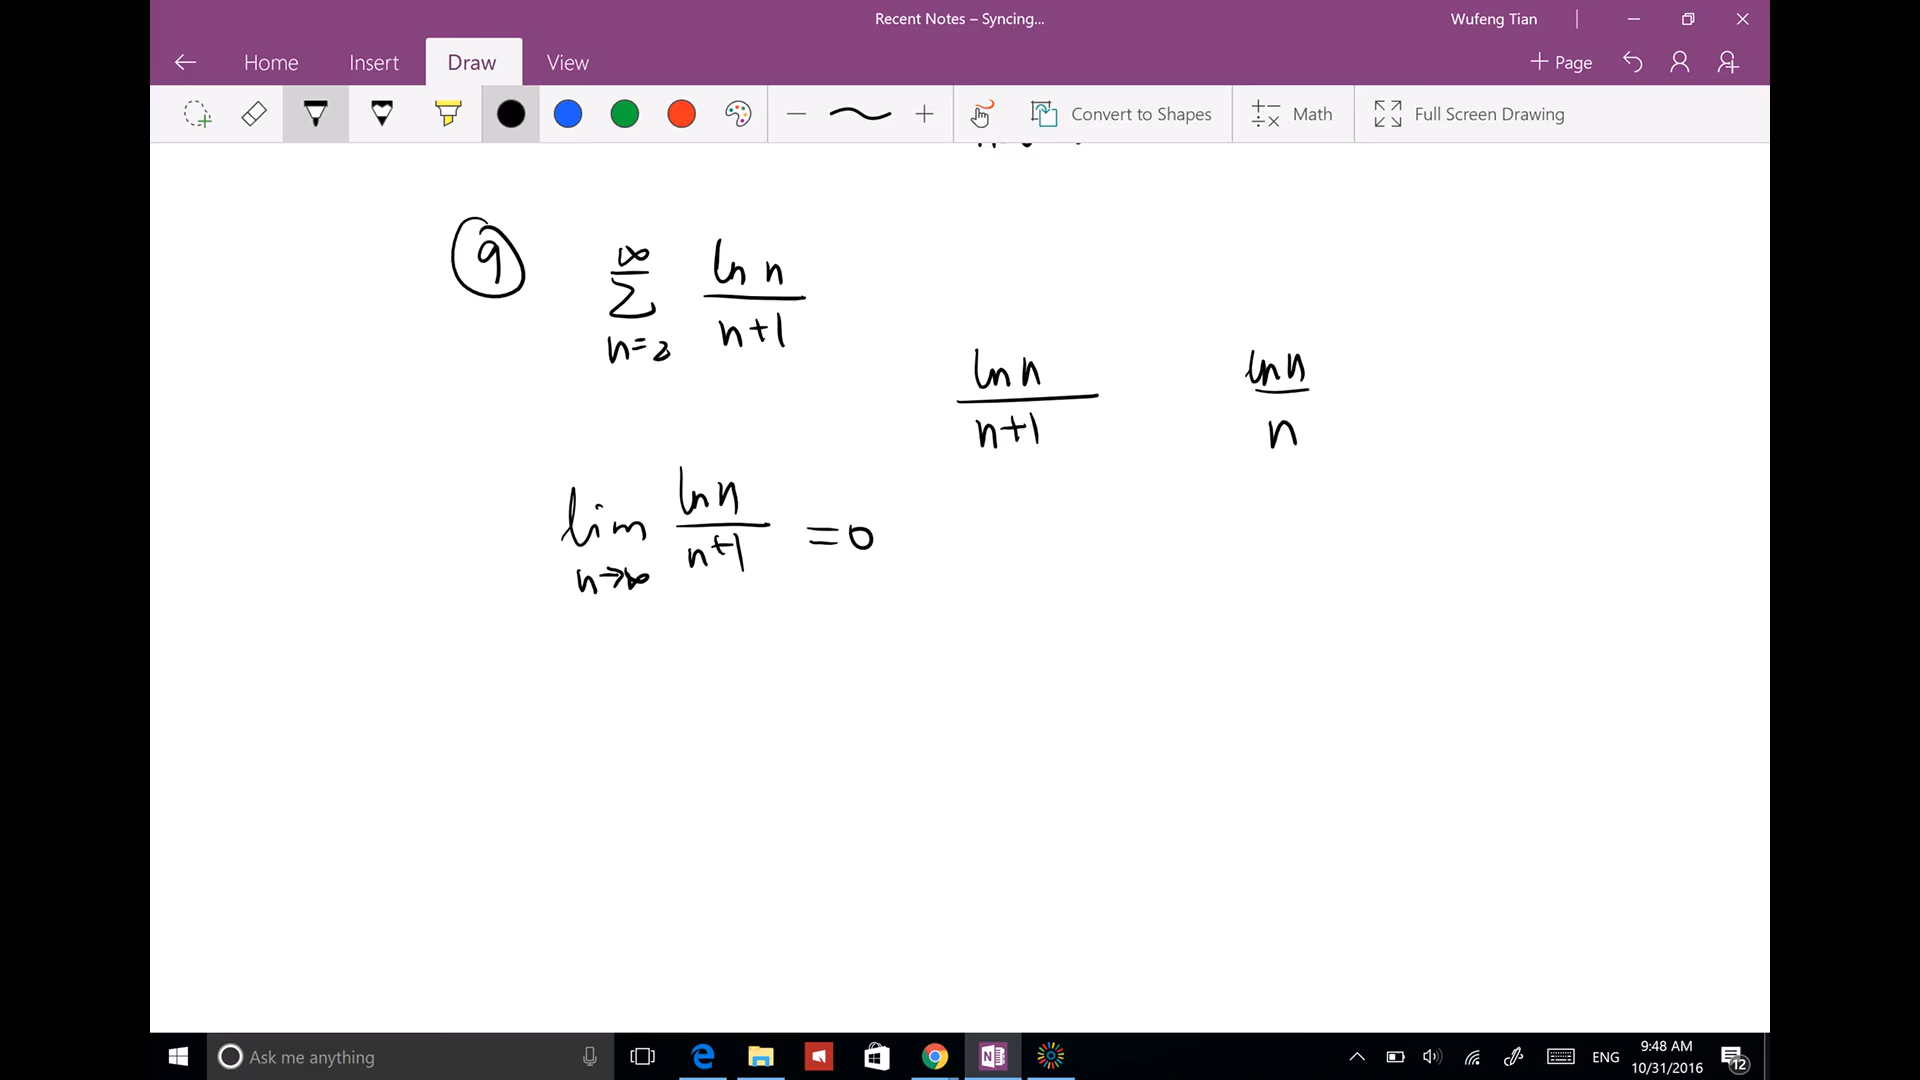 Recent Notes – Syncing...
Wufeng Tian
Home Insert Draw View
Page
Convert to Shapes
Math
Full Screen Drawing
9 ∞ ln n
Σ ―
n=2 n+1
ln n ln n
― ―
n+1 n
lim ln n / n+1 = 0
n→∞
Ask me anything
ENG
9:48 AM
10/31/2016
12